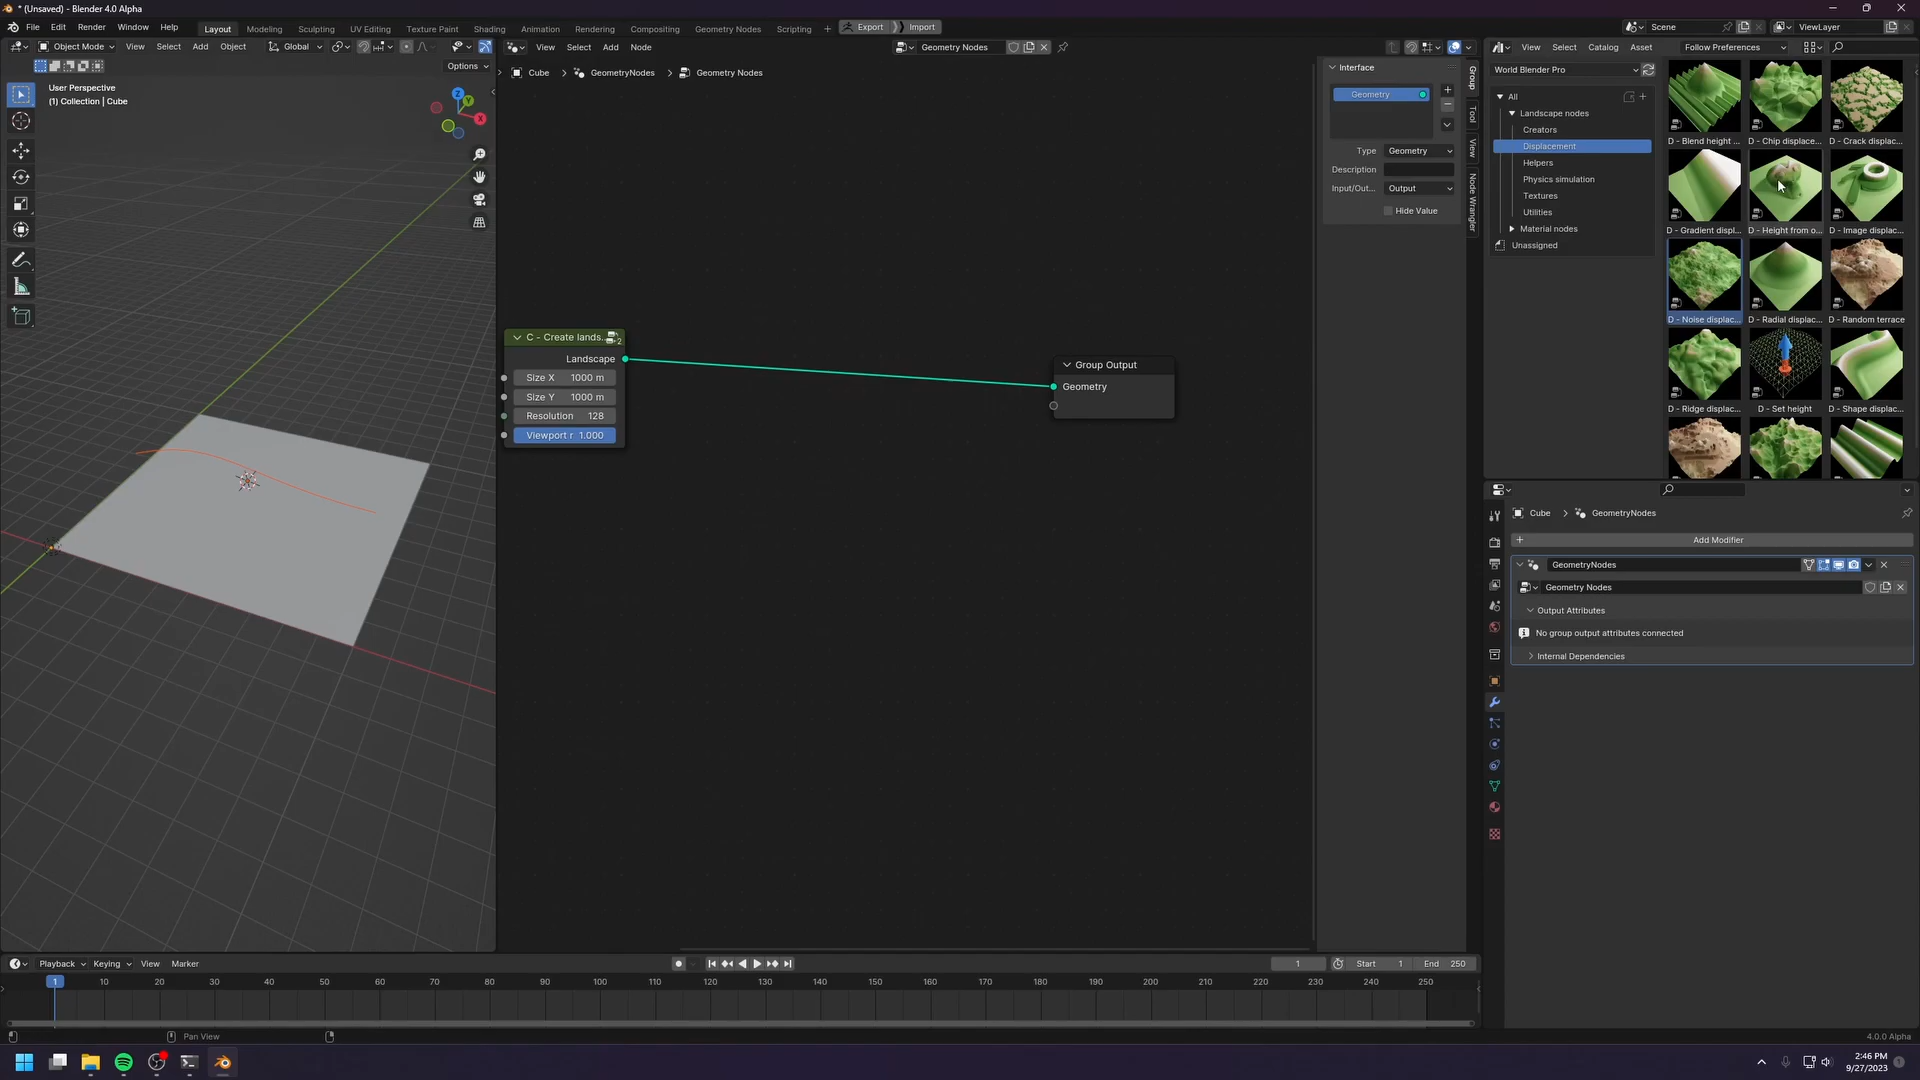 * (Unsaved) - Blender 4.0 Alpha
File Edit Render Window Help Layout Modeling Sculpting UV Editing Texture Paint Shading Animation Rendering Compositing Geometry Nodes Scripting + Export Import Scene ViewLayer
Object Mode View Select Add Object Global
Options
User Perspective
(1) Collection | Cube
Z
Y
X
View Select Add Node Geometry Nodes
Cube GeometryNodes Geometry Nodes
C - Create lands.
2
Landscape
Size X 1000 m
Size Y 1000 m
Resolution 128
Viewport r 1.000
Group Output
Geometry
Interface
Geometry
Type Geometry
Description
Input/Out... Output
Hide Value
Group
Tool
View
Node Wrangler
View Select Catalog Asset Follow Preferences
World Blender Pro
All
Landscape nodes
Creators
Displacement
Helpers
Physics simulation
Textures
Utilities
Material nodes
Unassigned
D - Blend height ... D - Chip displace... D - Crack displac...
D - Gradient displ... D - Height from o... D - Image displac...
D - Noise displac... D - Radial displac... D - Random terrace
D - Ridge displac... D - Set height D - Shape displac...
Cube GeometryNodes
Add Modifier
GeometryNodes
Geometry Nodes
Output Attributes
No group output attributes connected
Internal Dependencies
Playback Keying View Marker 1 Start 1 End 250
1 10 20 30 40 50 60 70 80 90 100 110 120 130 140 150 160 170 180 190 200 210 220 230 240 250
Pan View
4.0.0 Alpha
2:46 PM
9/27/2023
1